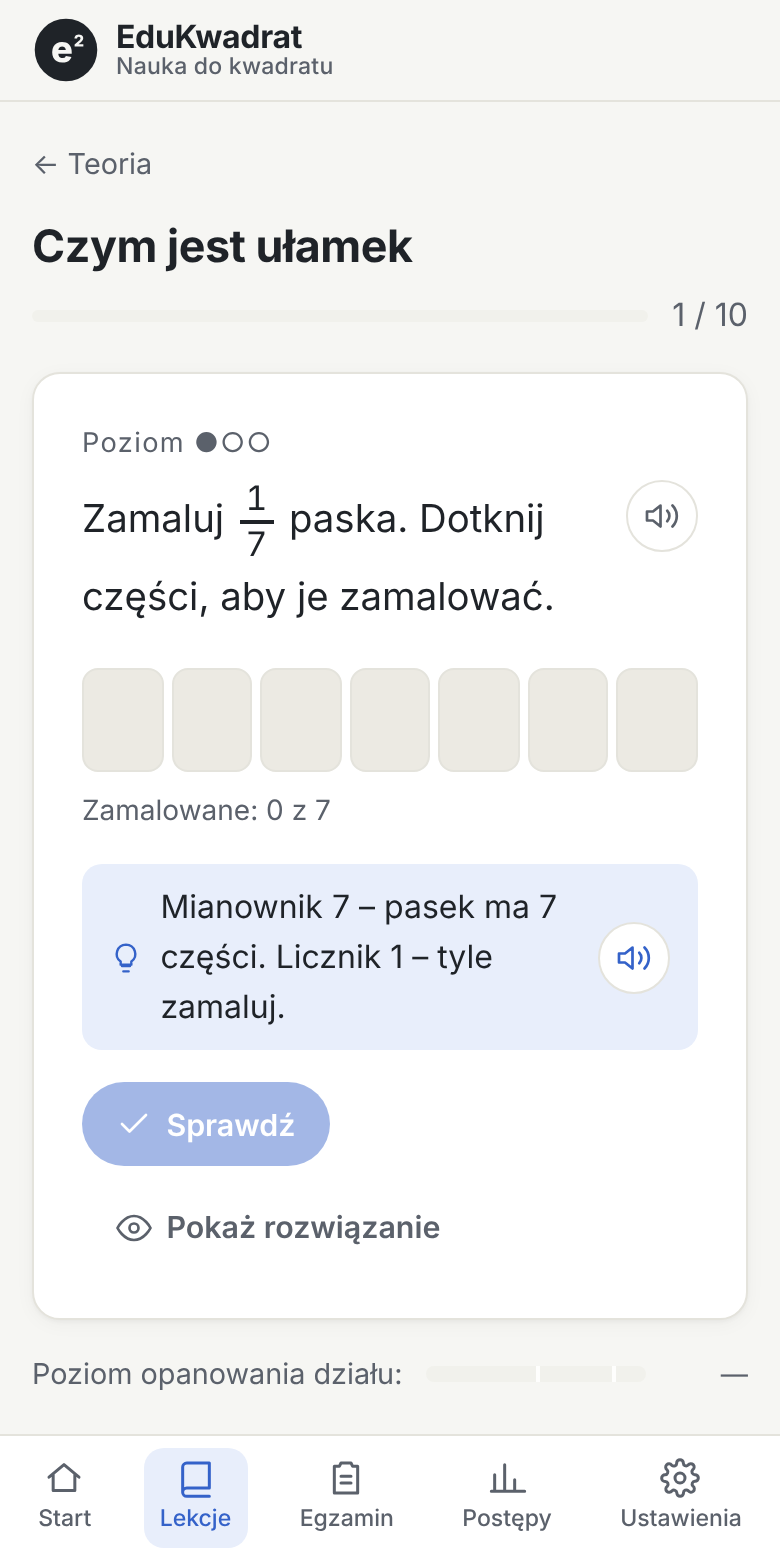 e²
EduKwadrat
Nauka do kwadratu
← Teoria
Czym jest ułamek
1 / 10
Poziom
Zamaluj 1/7 paska. Dotknij
części, aby je zamalować.
Zamalowane: 0 z 7
Mianownik 7 – pasek ma 7
części. Licznik 1 – tyle
zamaluj.
Sprawdź
Pokaż rozwiązanie
Poziom opanowania działu: —
Start Lekcje Egzamin Postępy Ustawienia